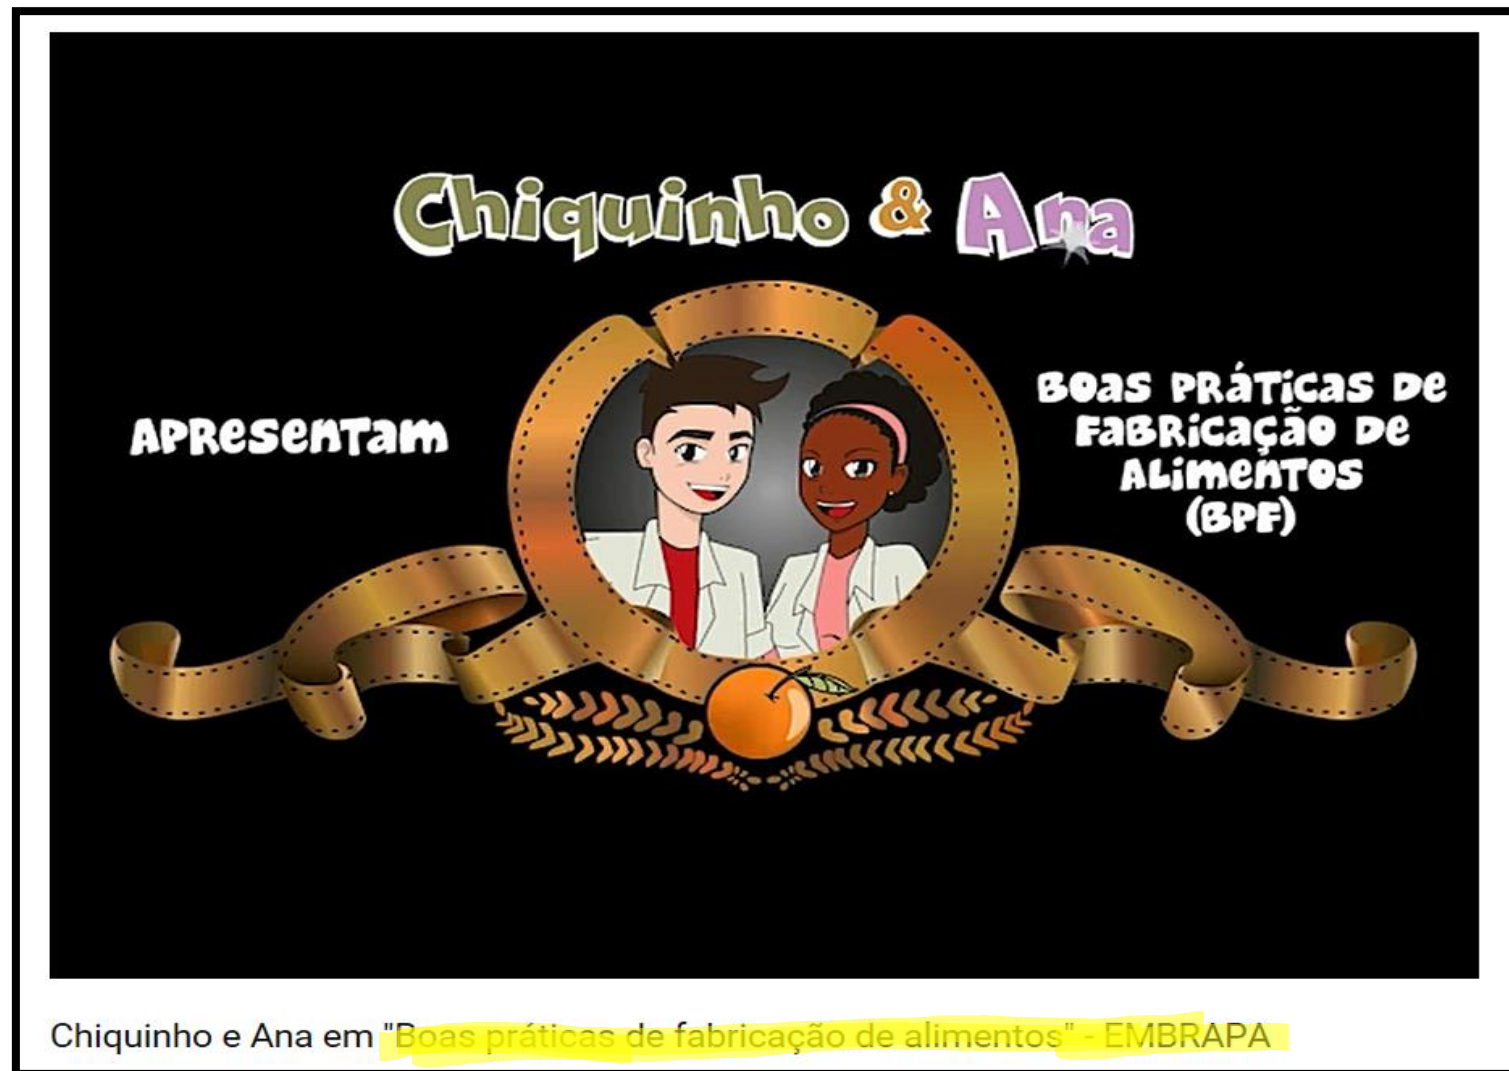 Chiquinho & Ana
APRESENTAM
BOAS PRÁTICAS DE
FABRICAÇÃO DE
ALIMENTOS
(BPF)
Chiquinho e Ana em "Boas práticas de fabricação de alimentos" - EMBRAPA